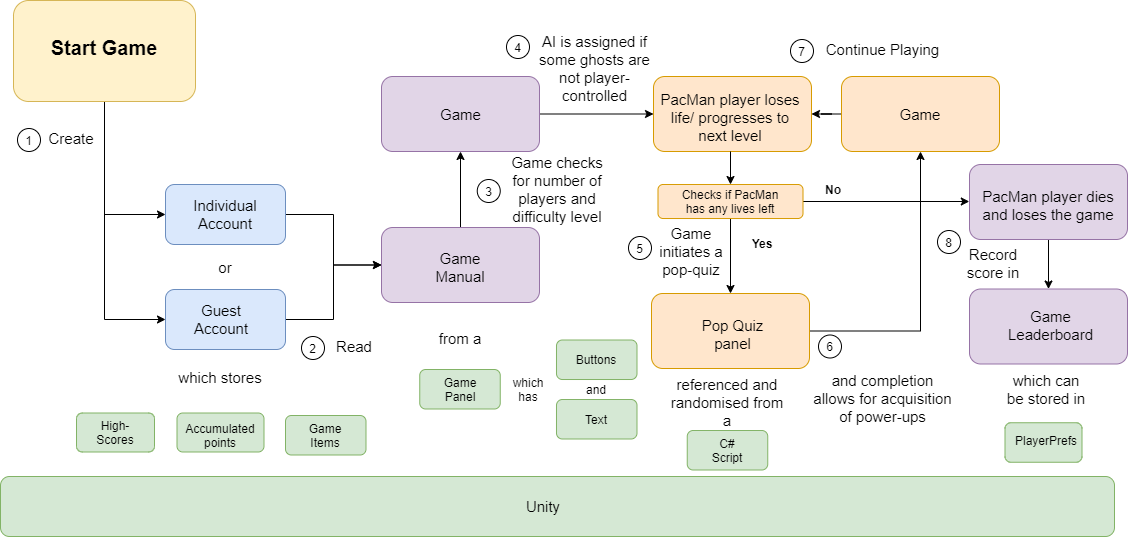 Start Game
1 Create
Individual
Account
or
Guest
Account
which stores
High-
Scores
Accumulated
points
Game
Items
2 Read
Game
Manual
from a
Game
Panel
which
has
Buttons
and
Text
3 Game checks
for number of
players and
difficulty level
Game
4 AI is assigned if
some ghosts are
not player-
controlled
PacMan player loses
life/ progresses to
next level
Checks if PacMan
has any lives left
No
Yes
5 Game
initiates a
pop-quiz
Pop Quiz
panel
referenced and
randomised from
a
C#
Script
6
and completion
allows for acquisition
of power-ups
7 Continue Playing
Game
PacMan player dies
and loses the game
8 Record
score in
Game
Leaderboard
which can
be stored in
PlayerPrefs
Unity